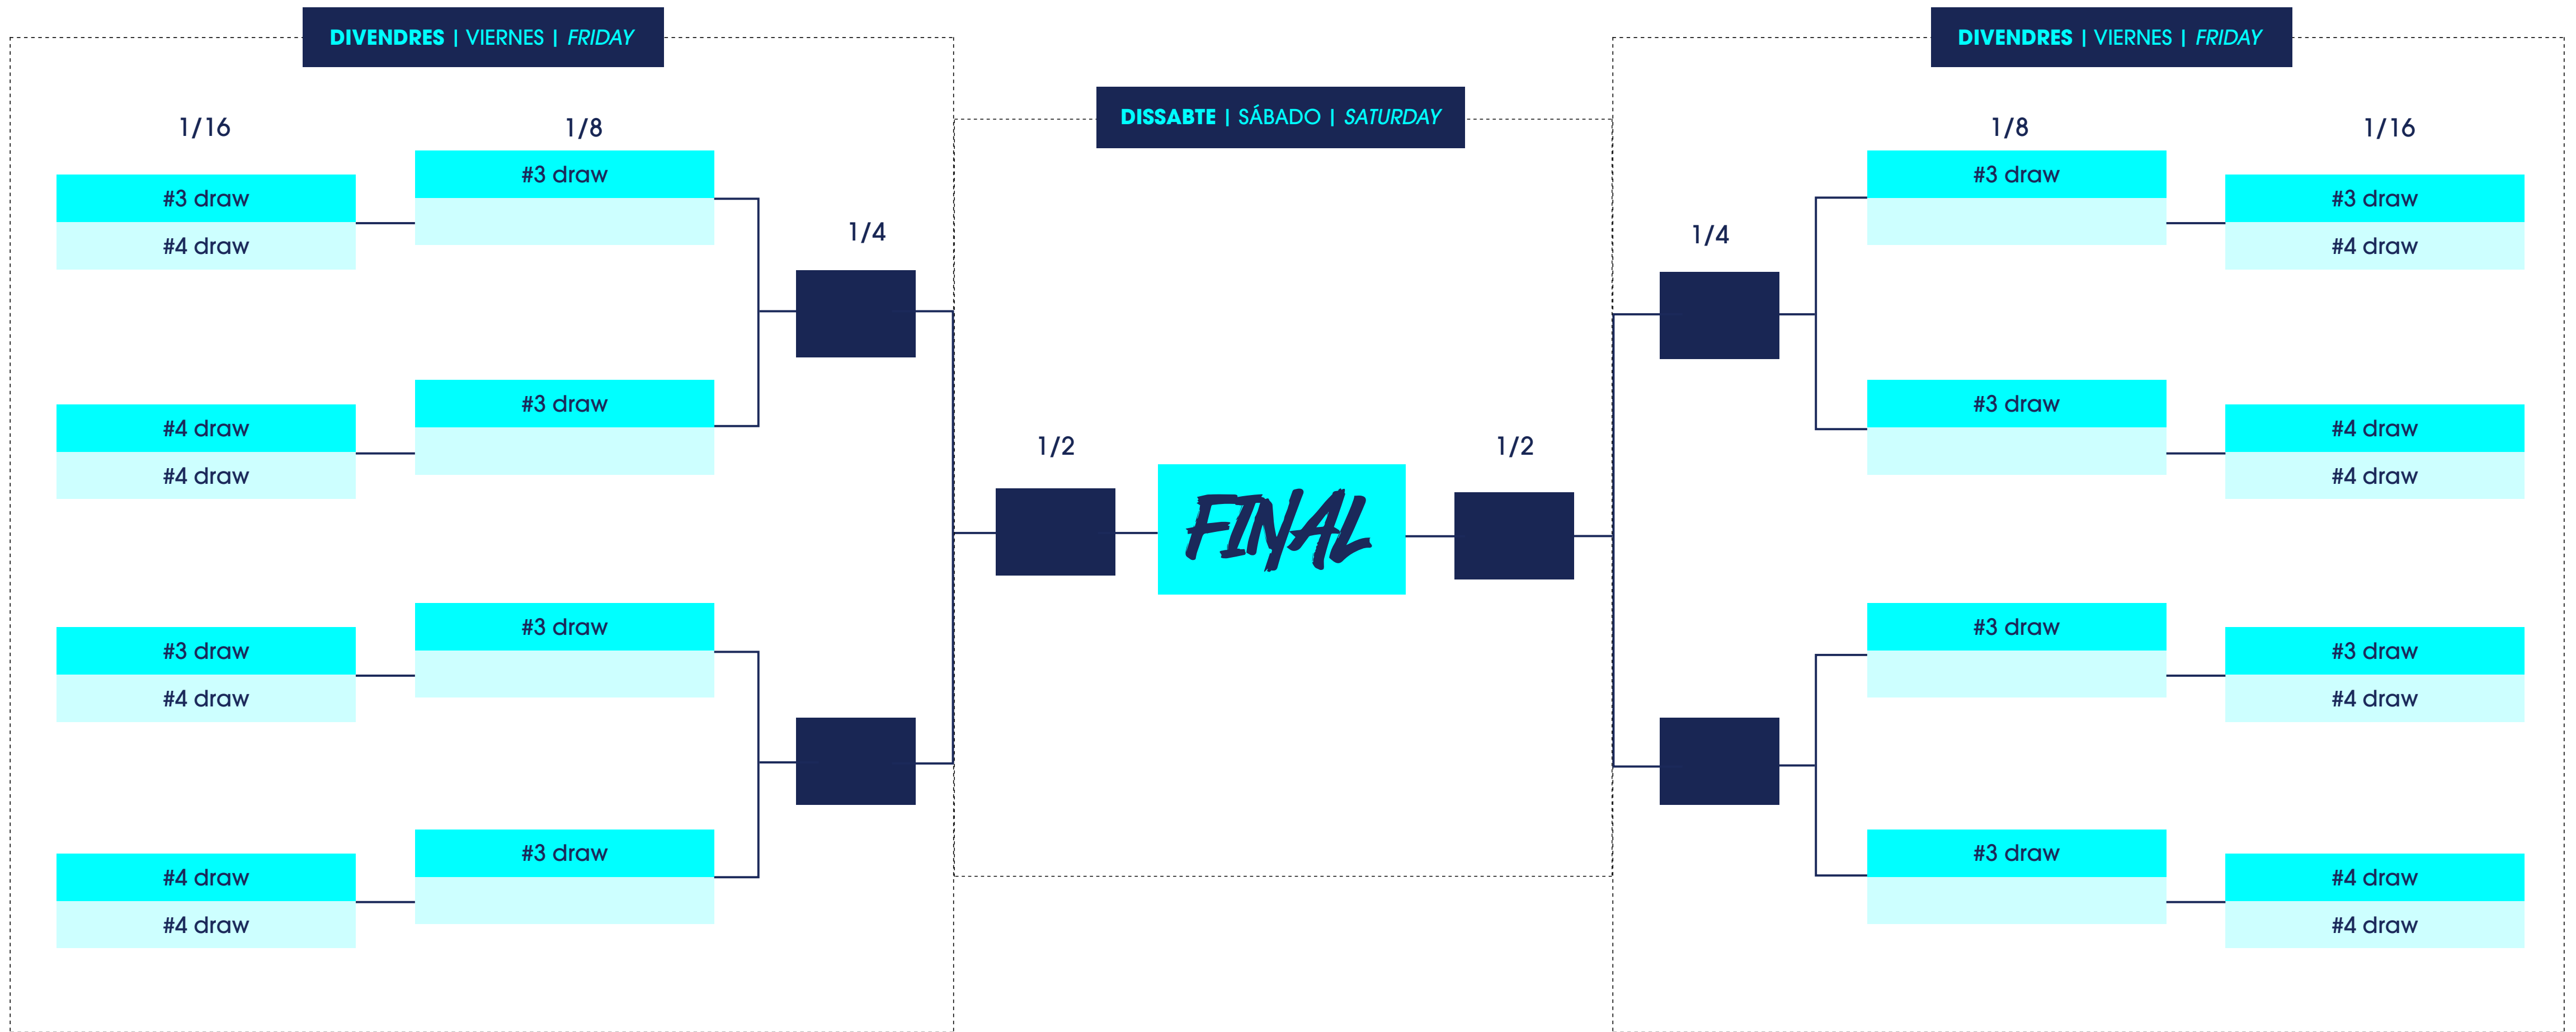 DIVENDRES | VIERNES | FRIDAY
DIVENDRES | VIERNES | FRIDAY
DISSABTE | SÁBADO | SATURDAY
1/16
1/8
1/8
1/16
#3 draw
#4 draw
#3 draw
#3 draw
#3 draw
#4 draw
1/4
1/4
#4 draw
#4 draw
#3 draw
#3 draw
#4 draw
#4 draw
1/2
FINAL
1/2
#3 draw
#4 draw
#3 draw
#3 draw
#3 draw
#4 draw
#4 draw
#4 draw
#3 draw
#3 draw
#4 draw
#4 draw